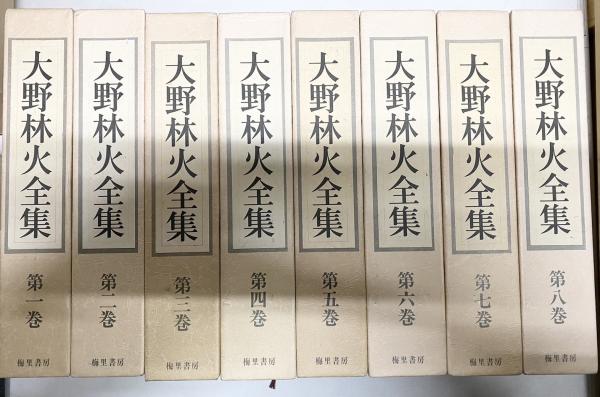 大野林火全集
第一巻
梅里書房
大野林火全集
第二巻
梅里書房
大野林火全集
第三巻
梅里書房
大野林火全集
第四巻
梅里書房
大野林火全集
第五巻
梅里書房
大野林火全集
第六巻
梅里書房
大野林火全集
第七巻
梅里書房
大野林火全集
第八巻
梅里書房